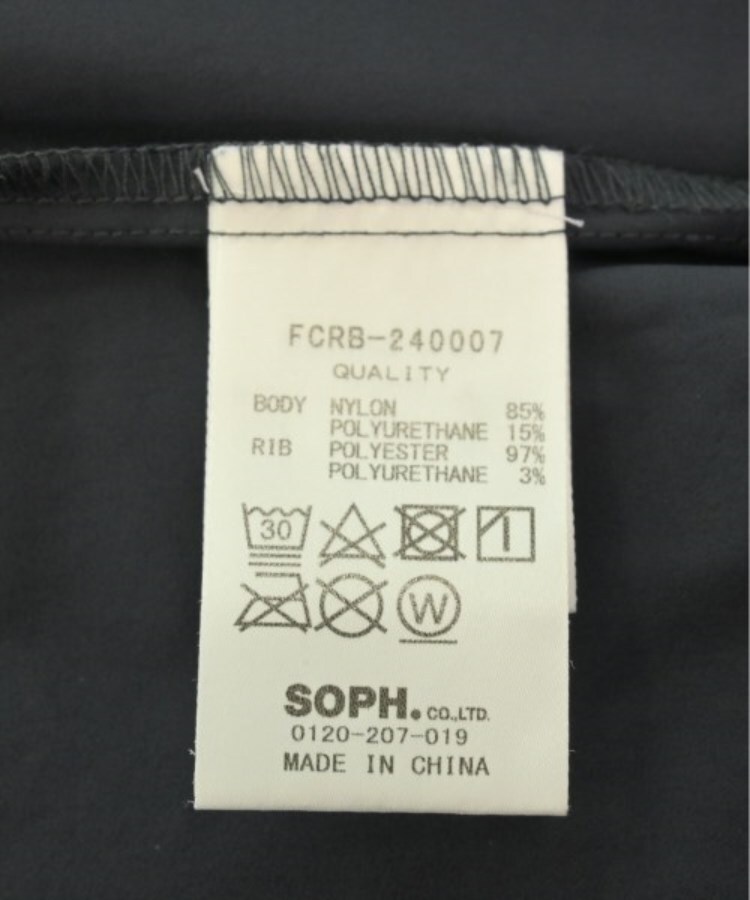 FCRB-240007
QUALITY
BODY NYLON 85%
POLYURETHANE 15%
RIB POLYESTER 97%
POLYURETHANE 3%
30
W
SOPH. CO.,LTD.
0120-207-019
MADE IN CHINA